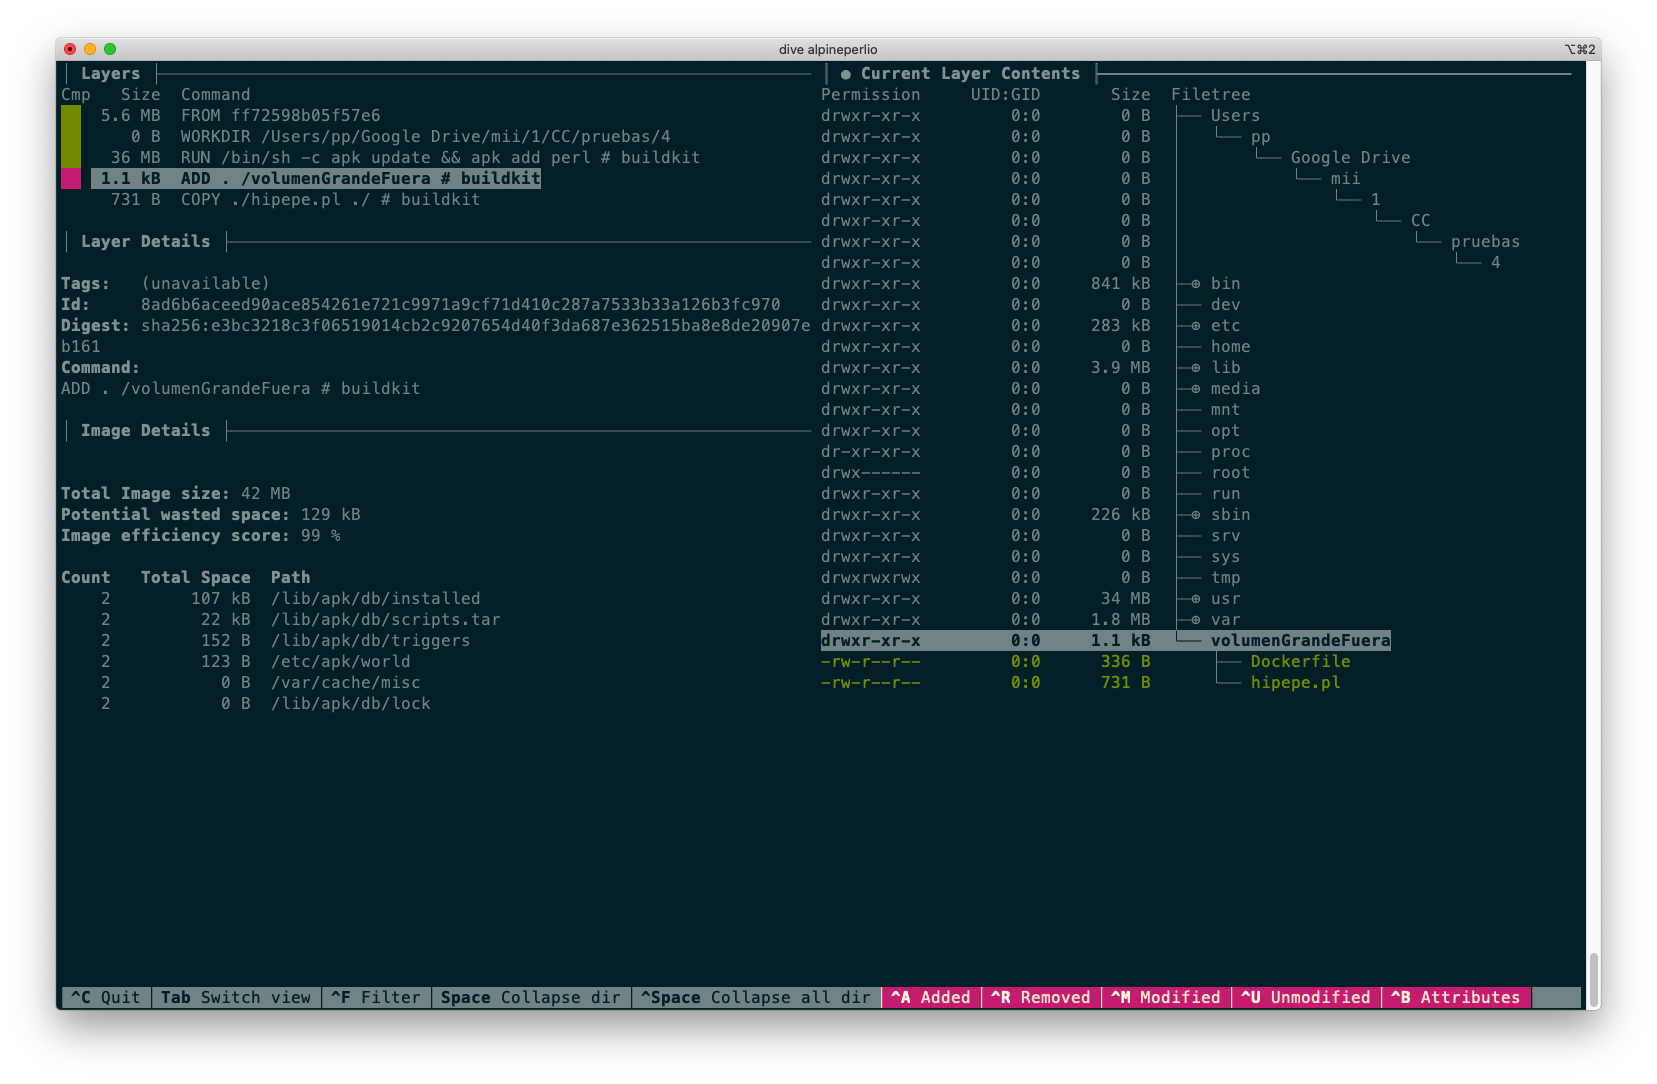 dive alpineperlio
⌥⌘2
│ Layers ├
Cmp Size Command
5.6 MB FROM ff72598b05f57e6
0 B WORKDIR /Users/pp/Google Drive/mii/1/CC/pruebas/4
36 MB RUN /bin/sh -c apk update && apk add perl # buildkit
1.1 kB ADD . /volumenGrandeFuera # buildkit
731 B COPY ./hipepe.pl ./ # buildkit
│ Layer Details ├
Tags: (unavailable)
Id: 8ad6b6aceed90ace854261e721c9971a9cf71d410c287a7533b33a126b3fc970
Digest: sha256:e3bc3218c3f06519014cb2c9207654d40f3da687e362515ba8e8de20907e
b161
Command:
ADD . /volumenGrandeFuera # buildkit
│ Image Details ├
Total Image size: 42 MB
Potential wasted space: 129 kB
Image efficiency score: 99 %
Count Total Space Path
2 107 kB /lib/apk/db/installed
2 22 kB /lib/apk/db/scripts.tar
2 152 B /lib/apk/db/triggers
2 123 B /etc/apk/world
2 0 B /var/cache/misc
2 0 B /lib/apk/db/lock
│ ● Current Layer Contents ├
Permission UID:GID Size Filetree
drwxr-xr-x 0:0 0 B ├── Users
drwxr-xr-x 0:0 0 B │ └── pp
drwxr-xr-x 0:0 0 B │ └── Google Drive
drwxr-xr-x 0:0 0 B │ └── mii
drwxr-xr-x 0:0 0 B │ └── 1
drwxr-xr-x 0:0 0 B │ └── CC
drwxr-xr-x 0:0 0 B │ └── pruebas
drwxr-xr-x 0:0 0 B │ └── 4
drwxr-xr-x 0:0 841 kB ├─⊕ bin
drwxr-xr-x 0:0 0 B ├── dev
drwxr-xr-x 0:0 283 kB ├─⊕ etc
drwxr-xr-x 0:0 0 B ├── home
drwxr-xr-x 0:0 3.9 MB ├─⊕ lib
drwxr-xr-x 0:0 0 B ├─⊕ media
drwxr-xr-x 0:0 0 B ├── mnt
drwxr-xr-x 0:0 0 B ├── opt
dr-xr-xr-x 0:0 0 B ├── proc
drwx------ 0:0 0 B ├── root
drwxr-xr-x 0:0 0 B ├── run
drwxr-xr-x 0:0 226 kB ├─⊕ sbin
drwxr-xr-x 0:0 0 B ├── srv
drwxr-xr-x 0:0 0 B ├── sys
drwxrwxrwx 0:0 0 B ├── tmp
drwxr-xr-x 0:0 34 MB ├─⊕ usr
drwxr-xr-x 0:0 1.8 MB ├─⊕ var
drwxr-xr-x 0:0 1.1 kB └── volumenGrandeFuera
-rw-r--r-- 0:0 336 B ├── Dockerfile
-rw-r--r-- 0:0 731 B └── hipepe.pl
^C Quit │ Tab Switch view │ ^F Filter │ Space Collapse dir │ ^Space Collapse all dir │ ^A Added │ ^R Removed │ ^M Modified │ ^U Unmodified │ ^B Attributes